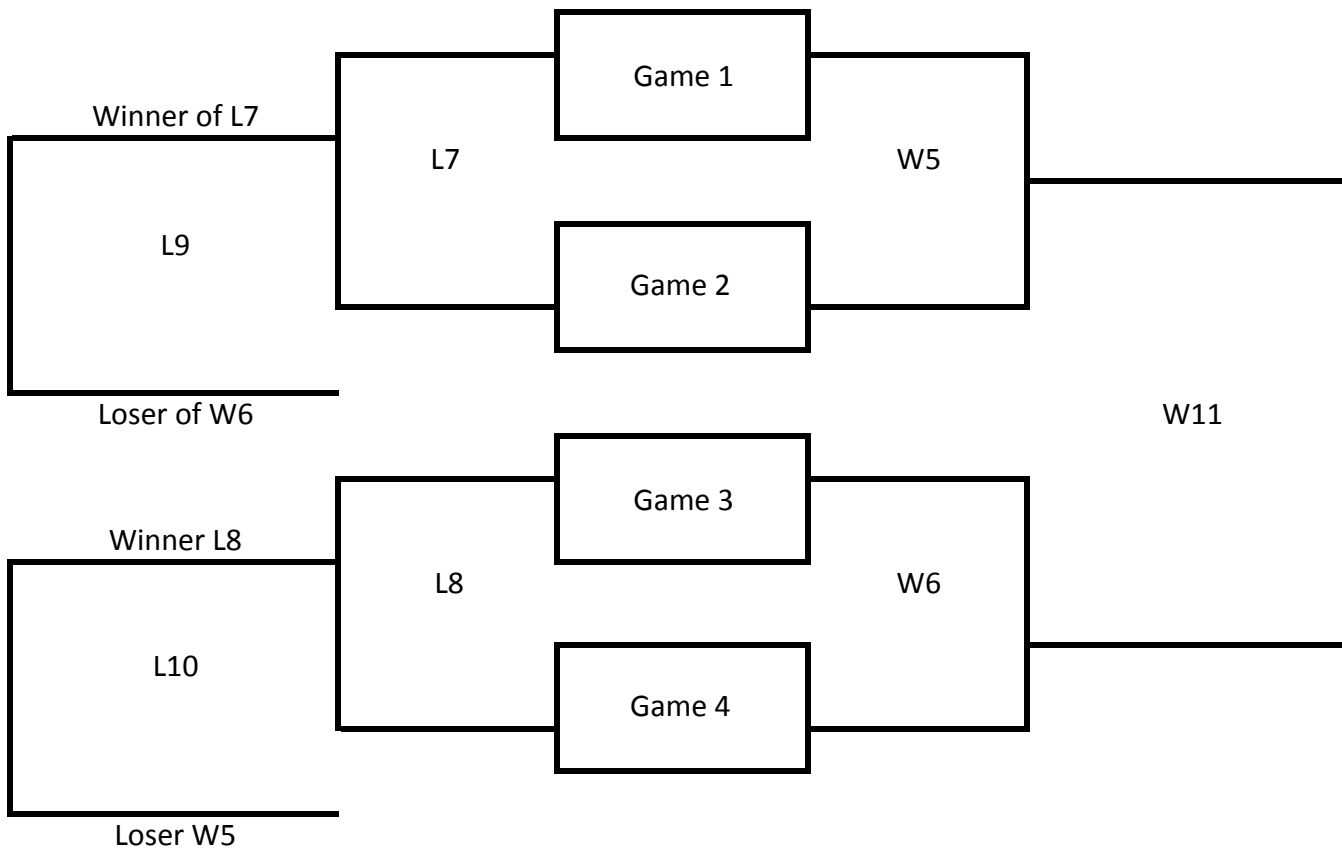 Game 1
Winner of L7
L7
W5
L9
Game 2
Loser of W6
W11
Game 3
Winner L8
L8
W6
L10
Game 4
Loser W5